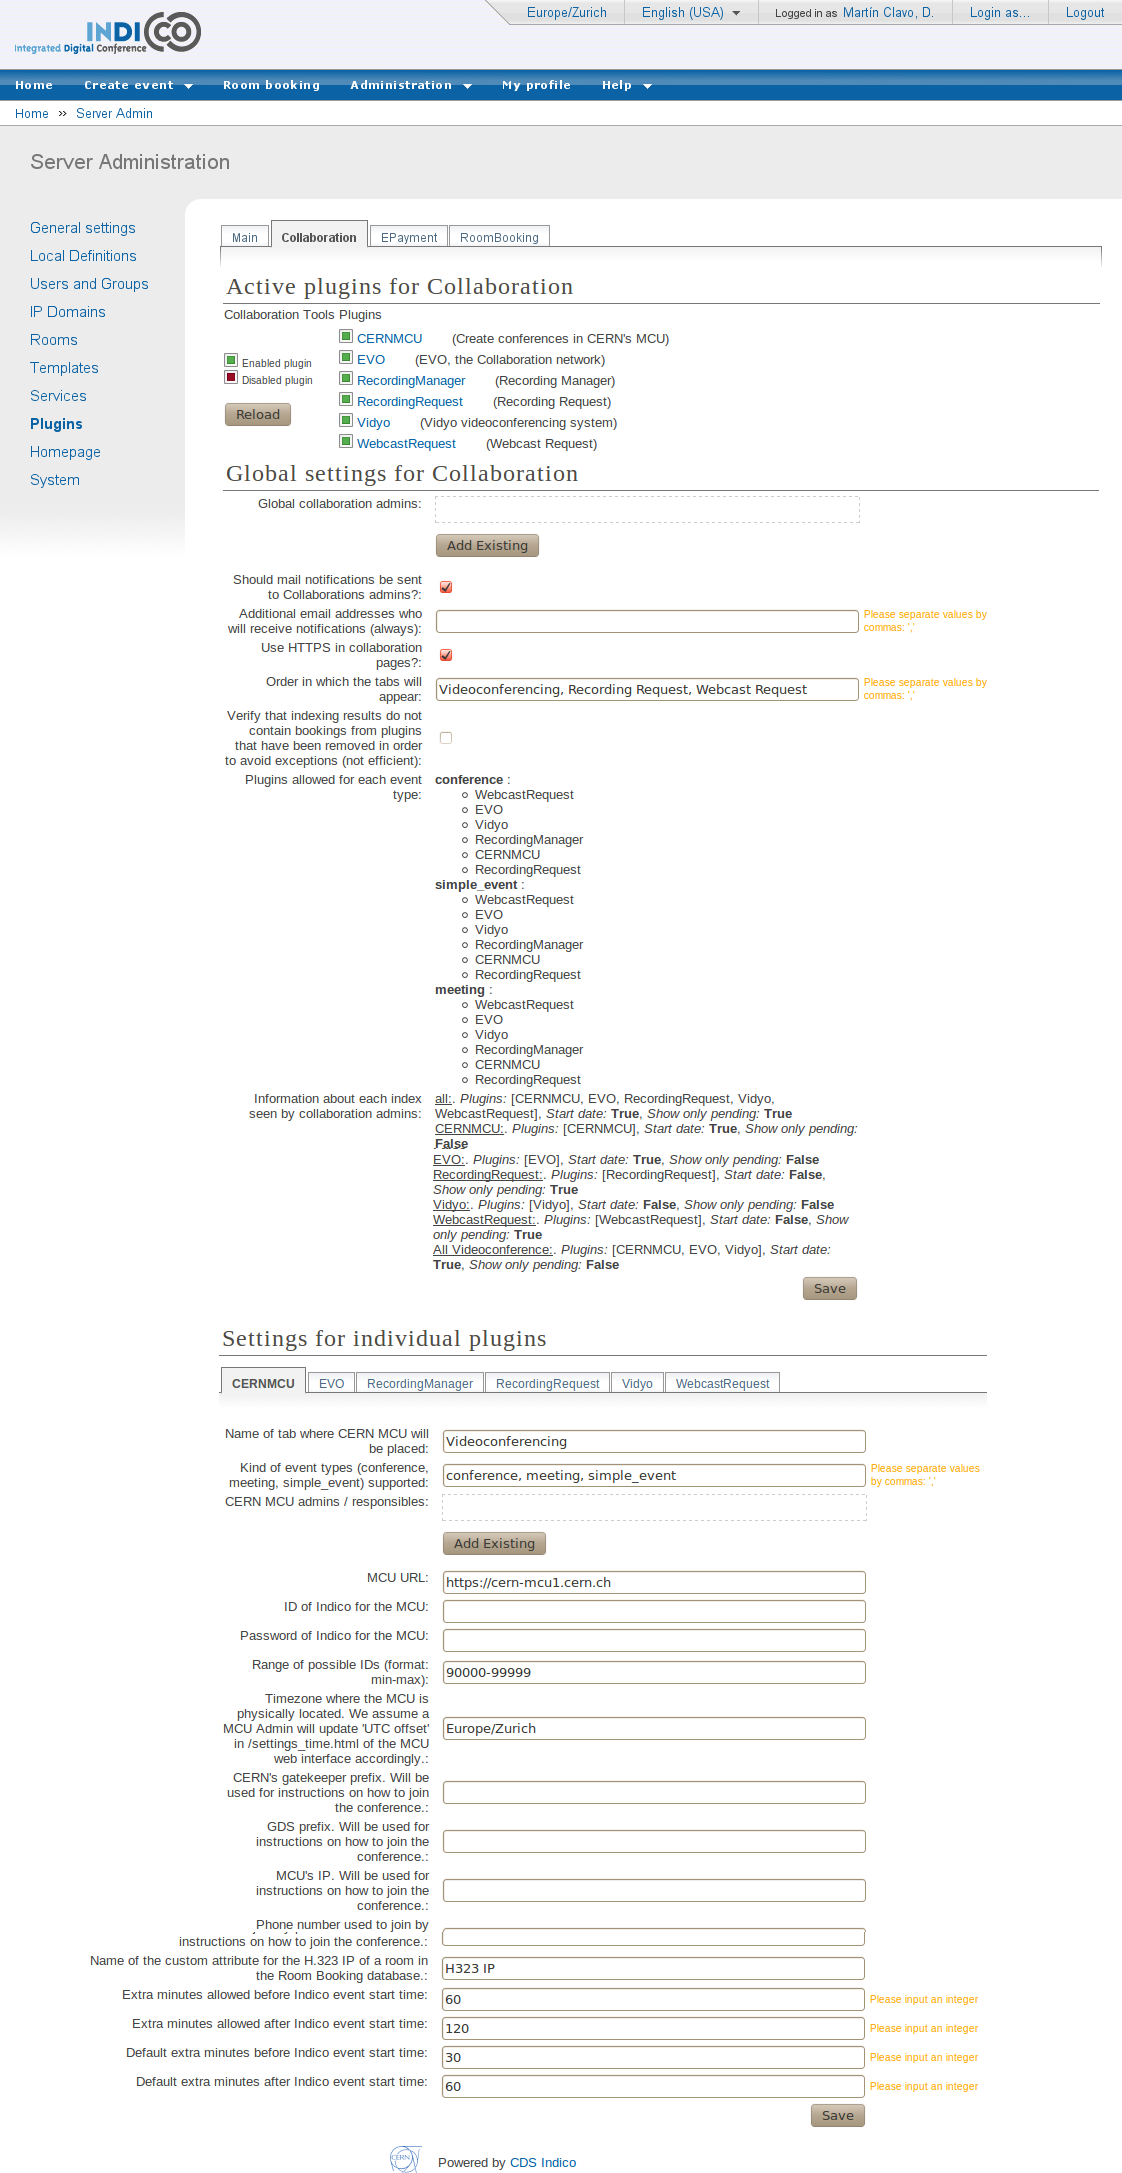 Europe/Zurich English (USA) Logged in as Martín Clavo, D. Login as... Logout
INDICO
Integrated Digital Conference
Home Create event Room booking Administration My profile Help
Home » Server Admin
Server Administration
General settings
Local Definitions
Users and Groups
IP Domains
Rooms
Templates
Services
Plugins
Homepage
System
Main Collaboration EPayment RoomBooking
Active plugins for Collaboration
Collaboration Tools Plugins
Enabled plugin
Disabled plugin
Reload
CERNMCU (Create conferences in CERN's MCU)
EVO (EVO, the Collaboration network)
RecordingManager (Recording Manager)
RecordingRequest (Recording Request)
Vidyo (Vidyo videoconferencing system)
WebcastRequest (Webcast Request)
Global settings for Collaboration
Global collaboration admins:
Add Existing
Should mail notifications be sent
to Collaborations admins?:
Additional email addresses who
will receive notifications (always):
Please separate values by
commas: ','
Use HTTPS in collaboration
pages?:
Order in which the tabs will
appear:
Videoconferencing, Recording Request, Webcast Request
Please separate values by
commas: ','
Verify that indexing results do not
contain bookings from plugins
that have been removed in order
to avoid exceptions (not efficient):
Plugins allowed for each event
type:
conference :
WebcastRequest
EVO
Vidyo
RecordingManager
CERNMCU
RecordingRequest
simple_event :
WebcastRequest
EVO
Vidyo
RecordingManager
CERNMCU
RecordingRequest
meeting :
WebcastRequest
EVO
Vidyo
RecordingManager
CERNMCU
RecordingRequest
Information about each index
seen by collaboration admins:
all:. Plugins: [CERNMCU, EVO, RecordingRequest, Vidyo,
WebcastRequest], Start date: True, Show only pending: True
CERNMCU:. Plugins: [CERNMCU], Start date: True, Show only pending:
False
EVO:. Plugins: [EVO], Start date: True, Show only pending: False
RecordingRequest:. Plugins: [RecordingRequest], Start date: False,
Show only pending: True
Vidyo:. Plugins: [Vidyo], Start date: False, Show only pending: False
WebcastRequest:. Plugins: [WebcastRequest], Start date: False, Show
only pending: True
All Videoconference:. Plugins: [CERNMCU, EVO, Vidyo], Start date:
True, Show only pending: False
Save
Settings for individual plugins
CERNMCU EVO RecordingManager RecordingRequest Vidyo WebcastRequest
Name of tab where CERN MCU will
be placed:
Videoconferencing
Kind of event types (conference,
meeting, simple_event) supported:
conference, meeting, simple_event
Please separate values
by commas: ','
CERN MCU admins / responsibles:
Add Existing
MCU URL:
https://cern-mcu1.cern.ch
ID of Indico for the MCU:
Password of Indico for the MCU:
Range of possible IDs (format:
min-max):
90000-99999
Timezone where the MCU is
physically located. We assume a
MCU Admin will update 'UTC offset'
in /settings_time.html of the MCU
web interface accordingly.:
Europe/Zurich
CERN's gatekeeper prefix. Will be
used for instructions on how to join
the conference.:
GDS prefix. Will be used for
instructions on how to join the
conference.:
MCU's IP. Will be used for
instructions on how to join the
conference.:
Phone number used to join by
instructions on how to join the conference.:
Name of the custom attribute for the H.323 IP of a room in
the Room Booking database.:
H323 IP
Extra minutes allowed before Indico event start time:
60
Please input an integer
Extra minutes allowed after Indico event start time:
120
Please input an integer
Default extra minutes before Indico event start time:
30
Please input an integer
Default extra minutes after Indico event start time:
60
Please input an integer
Save
CERN
Powered by CDS Indico